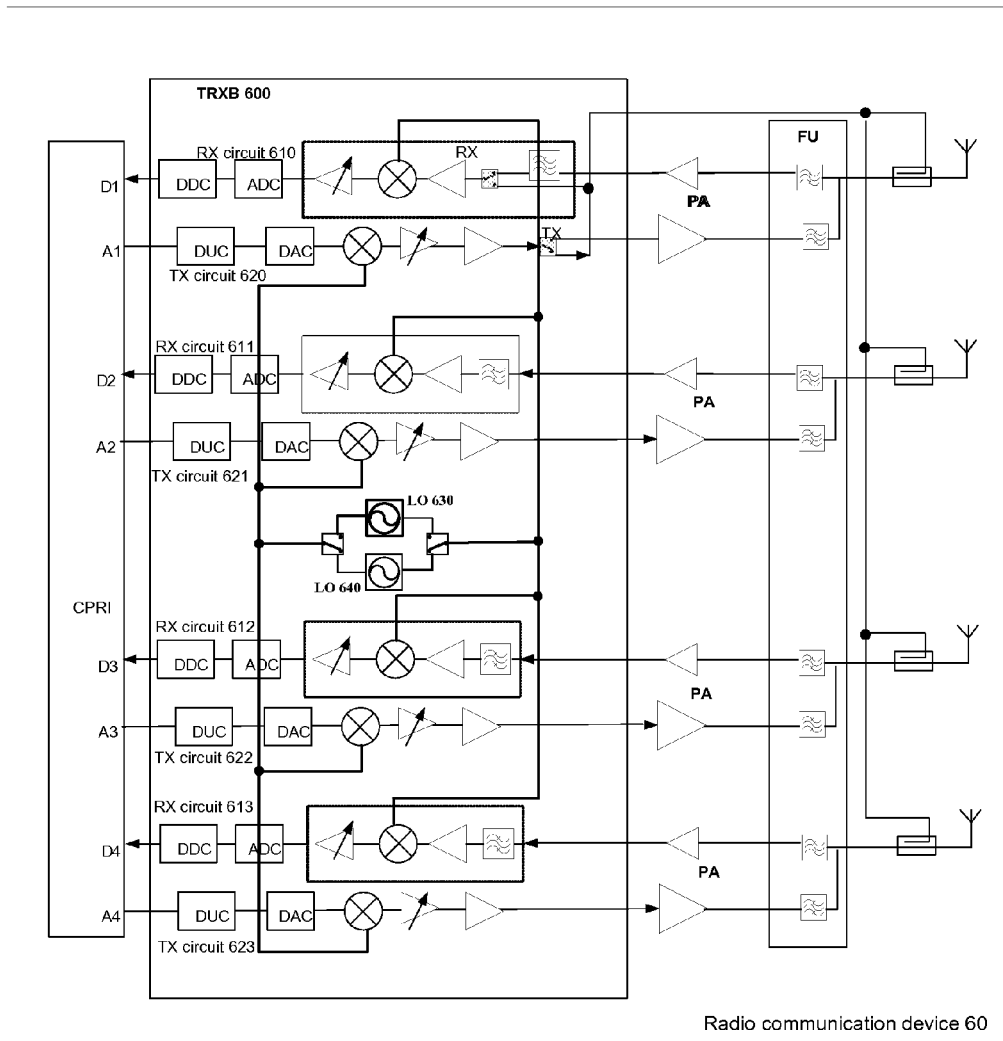 TRXB 600
FU
RX circuit 610
RX
D1
DDC
ADC
PA
TX
A1
DUC
DAC
TX circuit 620
RX circuit 611
D2
DDC
ADC
PA
A2
DUC
DAC
TX circuit 621
LO 630
LO 640
CPRI
RX circuit 612
D3
DDC
ADC
PA
A3
DUC
DAC
TX circuit 622
RX circuit 613
D4
DDC
ADC
PA
A4
DUC
DAC
TX circuit 623
Radio communication device 60